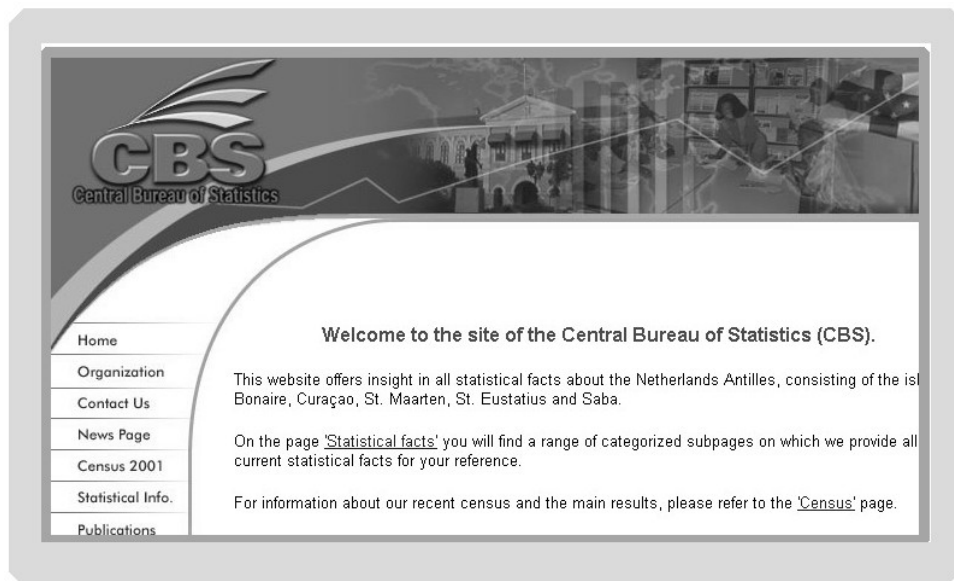 CBS
Central Bureau of Statistics
Home
Organization
Contact Us
News Page
Census 2001
Statistical Info.
Publications
Welcome to the site of the Central Bureau of Statistics (CBS).
This website offers insight in all statistical facts about the Netherlands Antilles, consisting of the
Bonaire, Curaçao, St. Maarten, St. Eustatius and Saba.
On the page 'Statistical facts' you will find a range of categorized subpages on which we provide all
current statistical facts for your reference.
For information about our recent census and the main results, please refer to the 'Census' page.